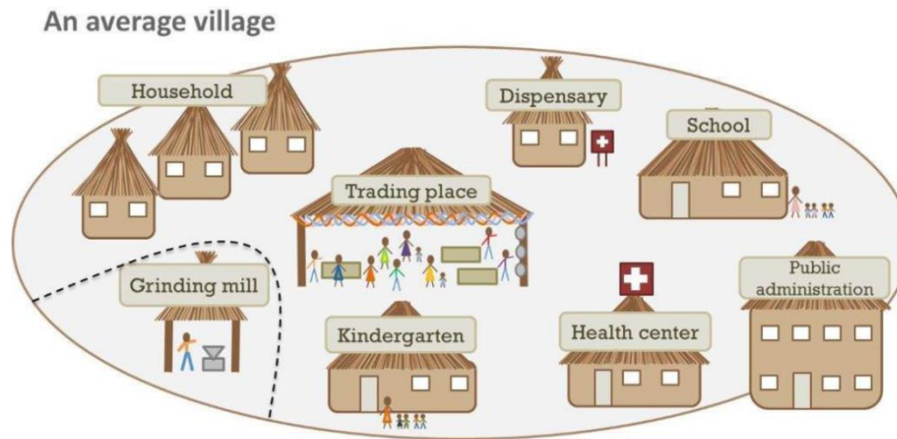 An average village
Household
Dispensary
School
Trading place
Grinding mill
Public
administration
Kindergarten
Health center